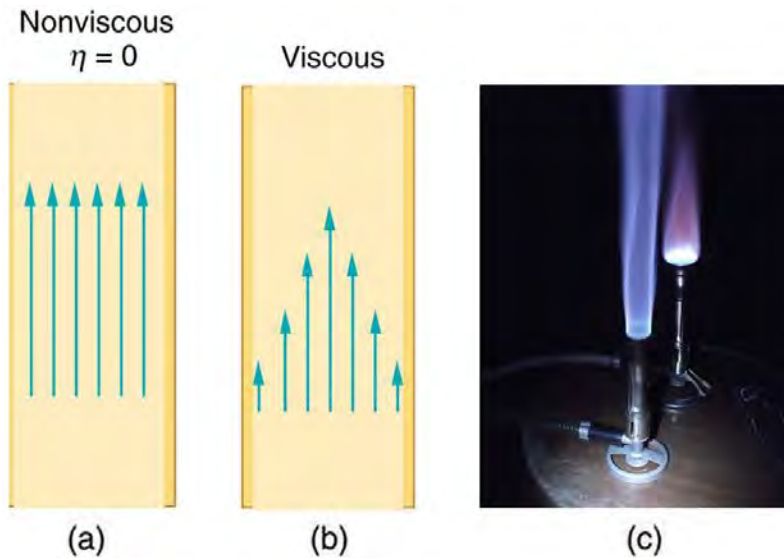 Nonviscous
η = 0
Viscous
(a)
(b)
(c)